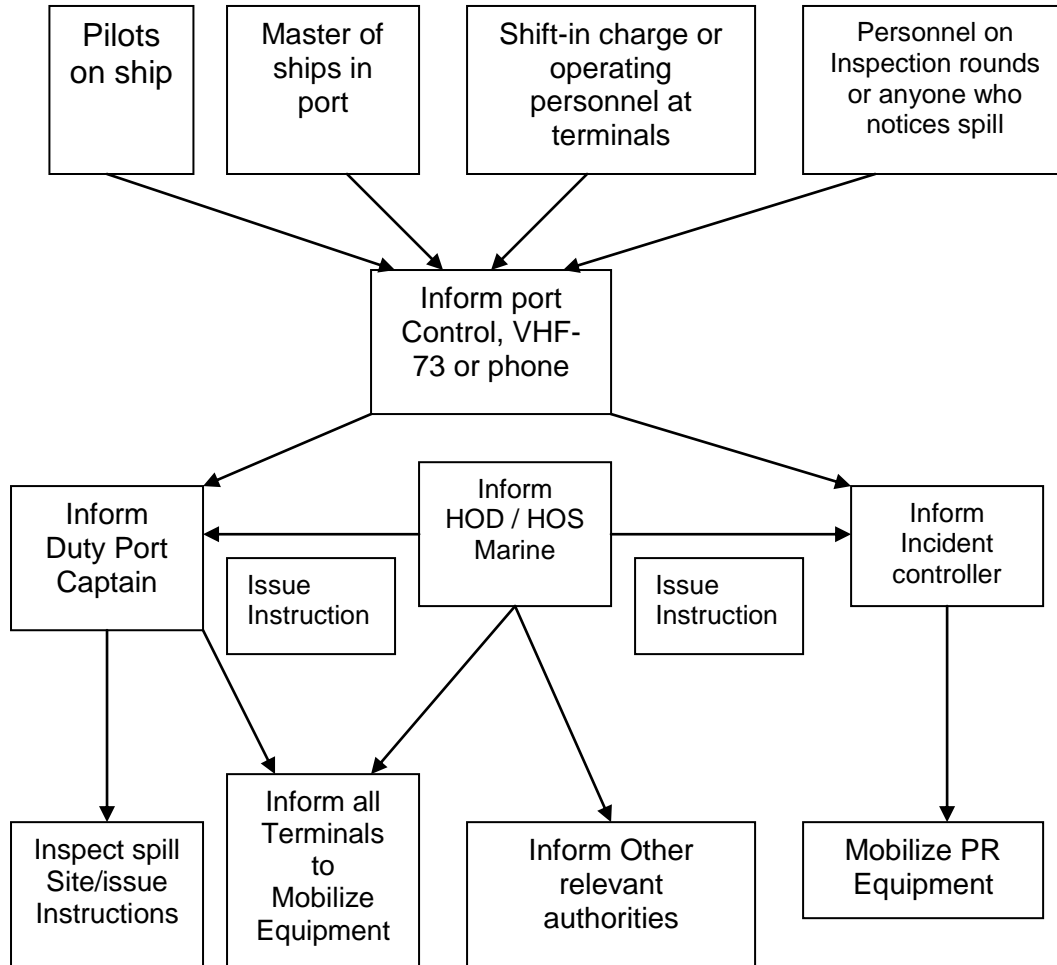 Pilots
on ship
Master of
ships in
port
Shift-in charge or
operating
personnel at
terminals
Personnel on
Inspection rounds
or anyone who
notices spill
Inform port
Control, VHF-
73 or phone
Inform
Duty Port
Captain
Issue
Instruction
Inform
HOD / HOS
Marine
Issue
Instruction
Inform
Incident
controller
Inspect spill
Site/issue
Instructions
Inform all
Terminals
to
Mobilize
Equipment
Inform Other
relevant
authorities
Mobilize PR
Equipment